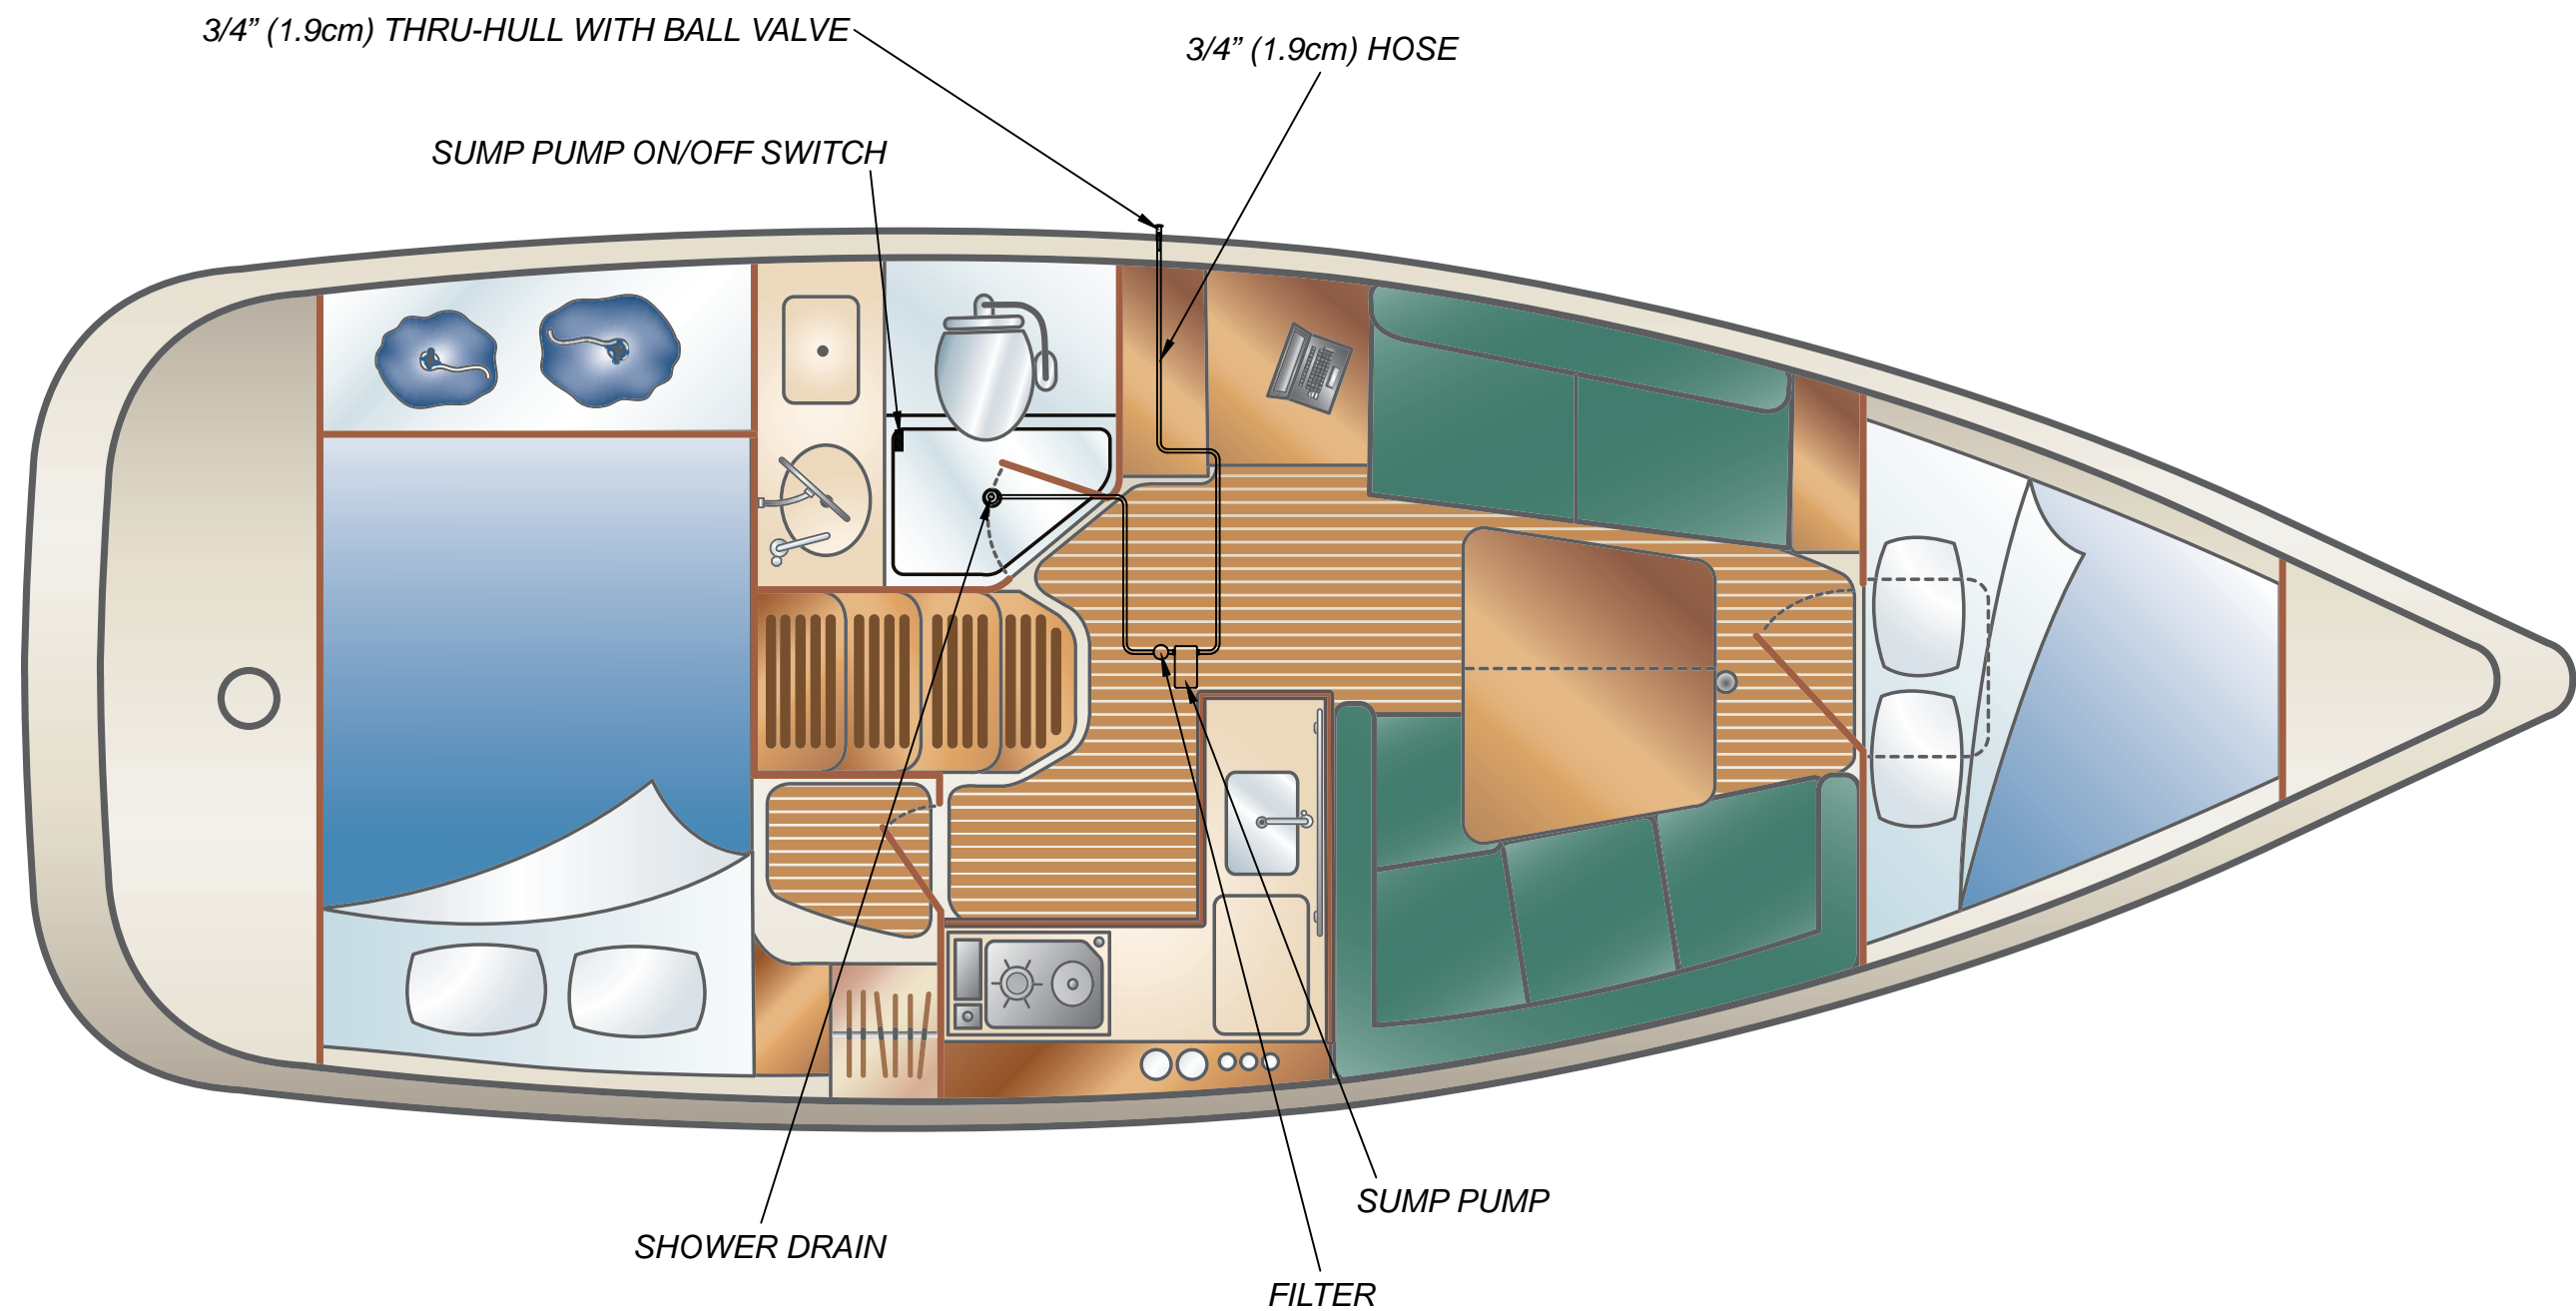 3/4” (1.9cm) THRU-HULL WITH BALL VALVE
3/4” (1.9cm) HOSE
SUMP PUMP ON/OFF SWITCH
SUMP PUMP
SHOWER DRAIN
FILTER